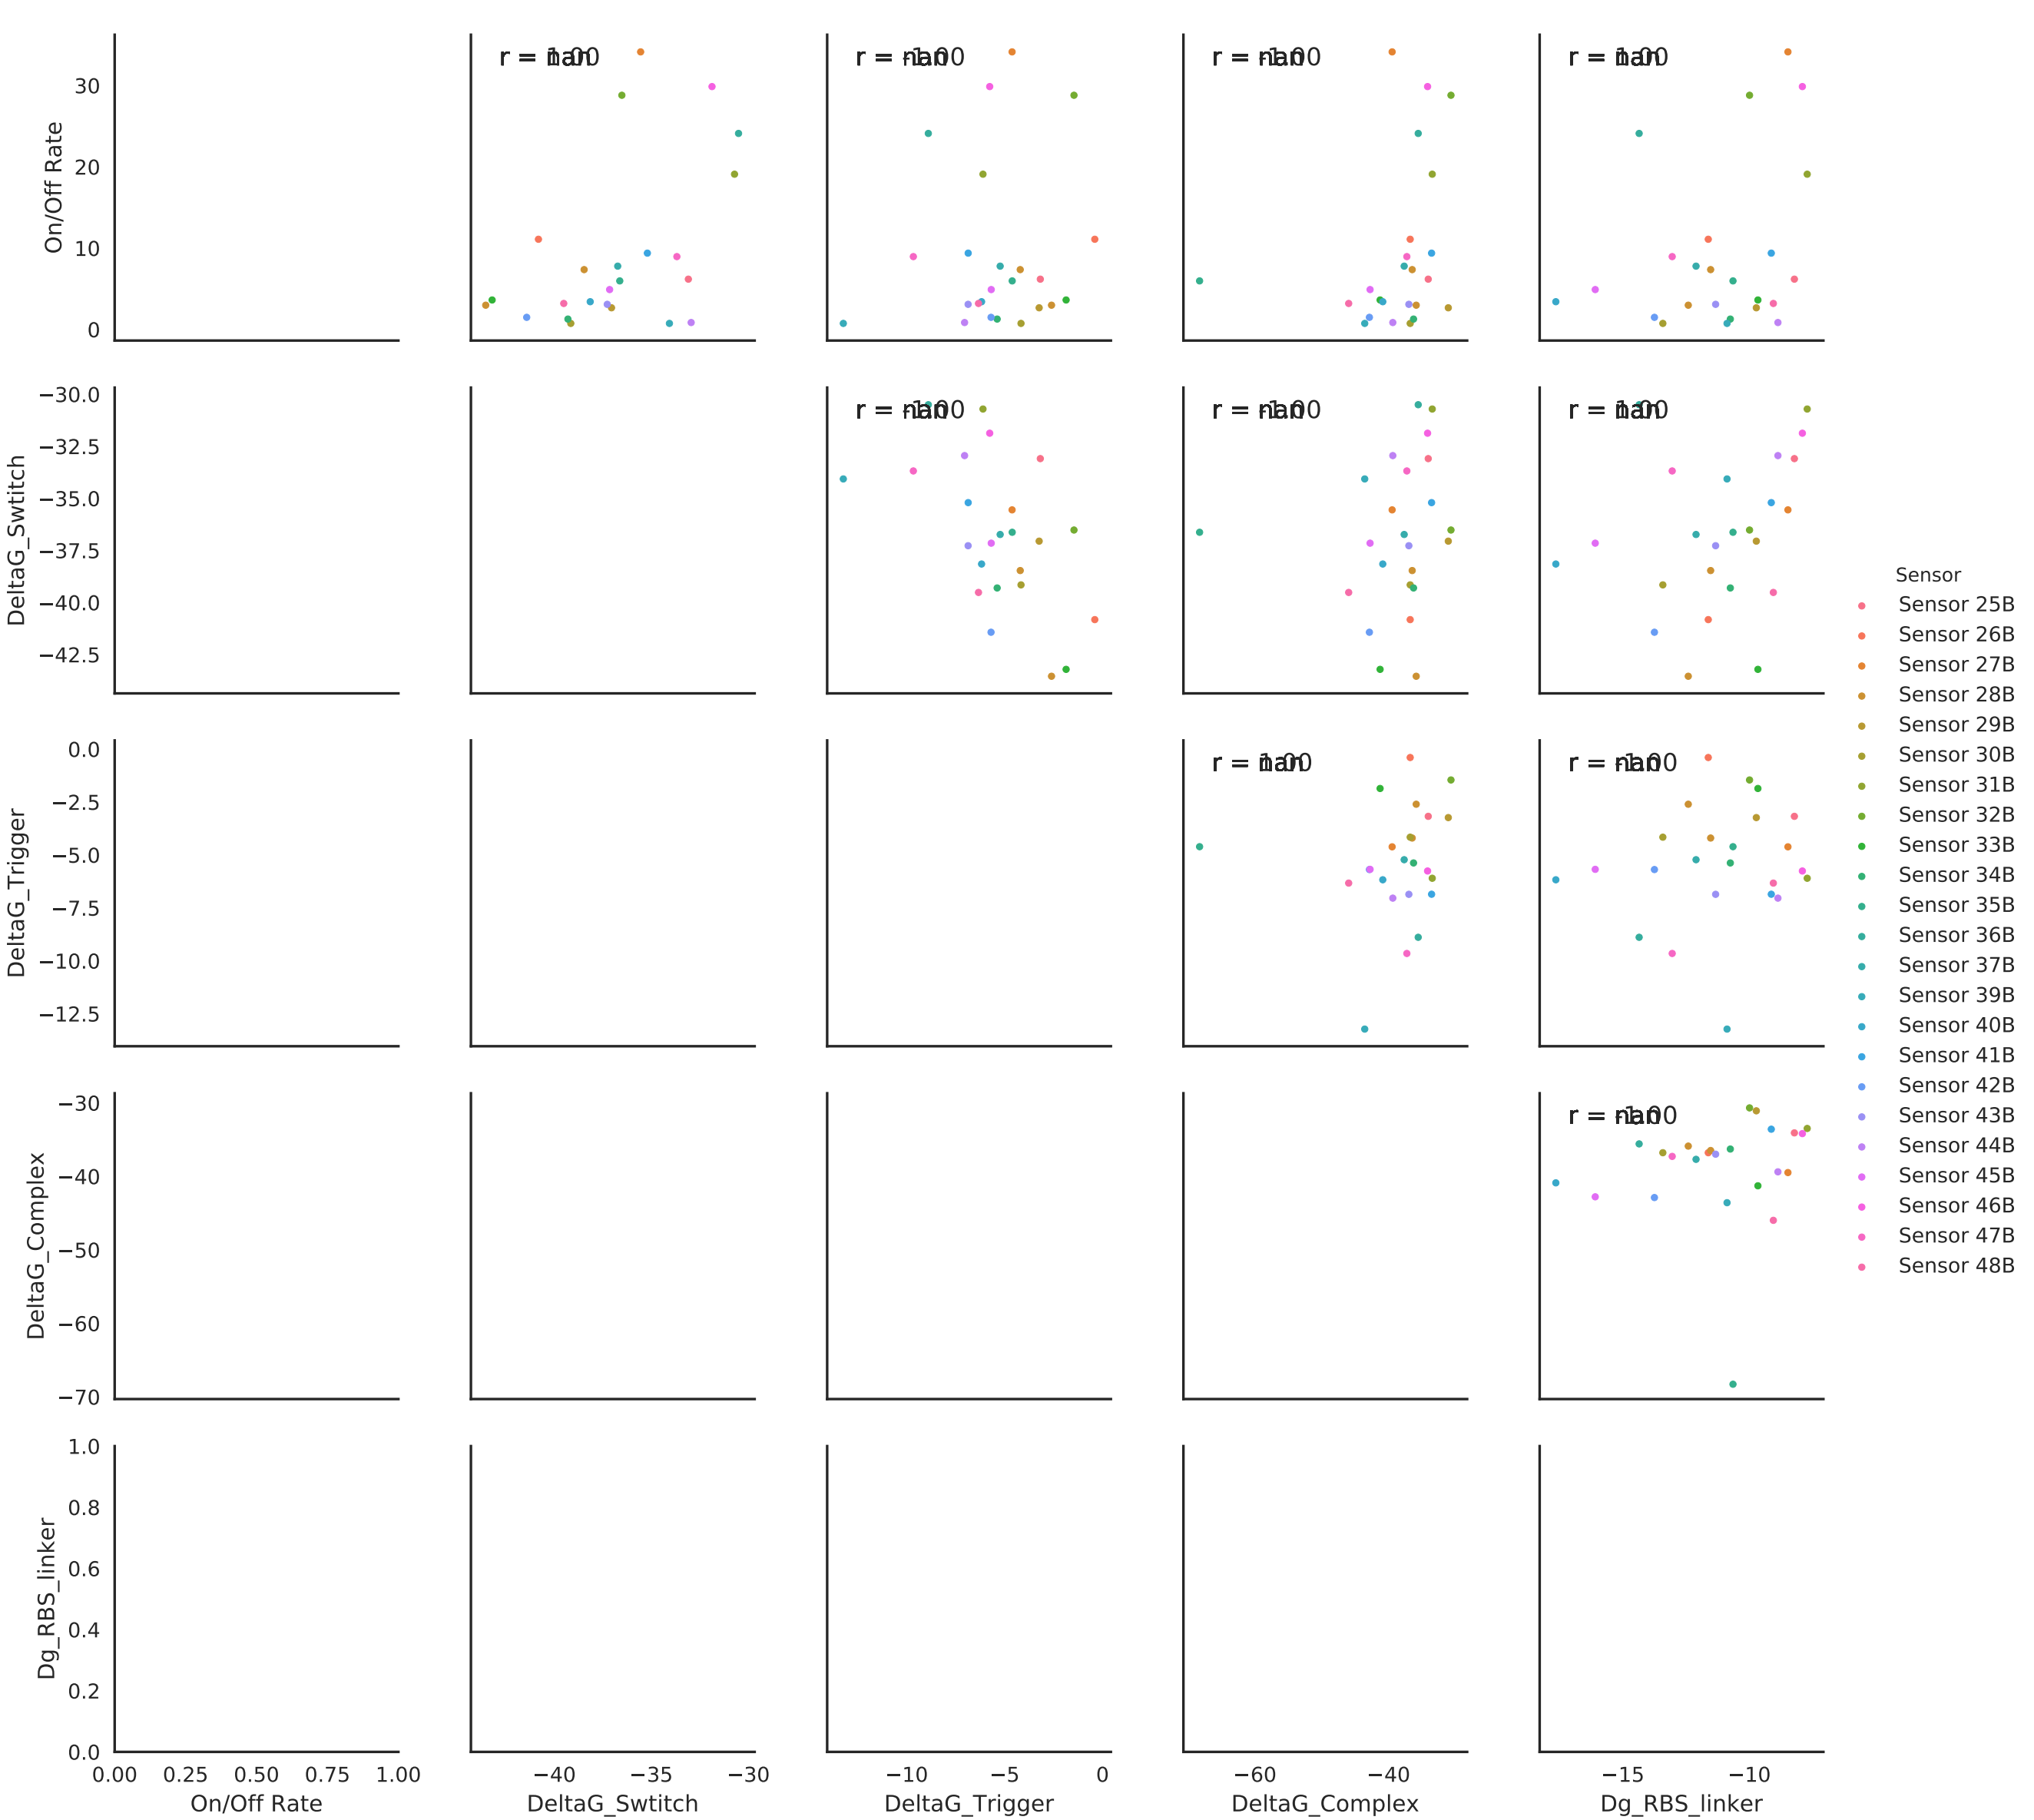 On/Off Rate
30
20
10
0
r = nan
r = 1.00
r = nan
r = -1.00
r = nan
r = -1.00
r = nan
r = 1.00
DeltaG_Swtitch
−30.0
−32.5
−35.0
−37.5
−40.0
−42.5
r = nan
r = -1.00
r = nan
r = -1.00
r = nan
r = 1.00
DeltaG_Trigger
0.0
−2.5
−5.0
−7.5
−10.0
−12.5
r = nan
r = 1.00
r = nan
r = -1.00
DeltaG_Complex
−30
−40
−50
−60
−70
r = nan
r = -1.00
Dg_RBS_linker
1.0
0.8
0.6
0.4
0.2
0.0
0.00 0.25 0.50 0.75 1.00
On/Off Rate
−40 −35 −30
DeltaG_Swtitch
−10 −5 0
DeltaG_Trigger
−60 −40
DeltaG_Complex
−15 −10
Dg_RBS_linker
Sensor
Sensor 25B
Sensor 26B
Sensor 27B
Sensor 28B
Sensor 29B
Sensor 30B
Sensor 31B
Sensor 32B
Sensor 33B
Sensor 34B
Sensor 35B
Sensor 36B
Sensor 37B
Sensor 39B
Sensor 40B
Sensor 41B
Sensor 42B
Sensor 43B
Sensor 44B
Sensor 45B
Sensor 46B
Sensor 47B
Sensor 48B